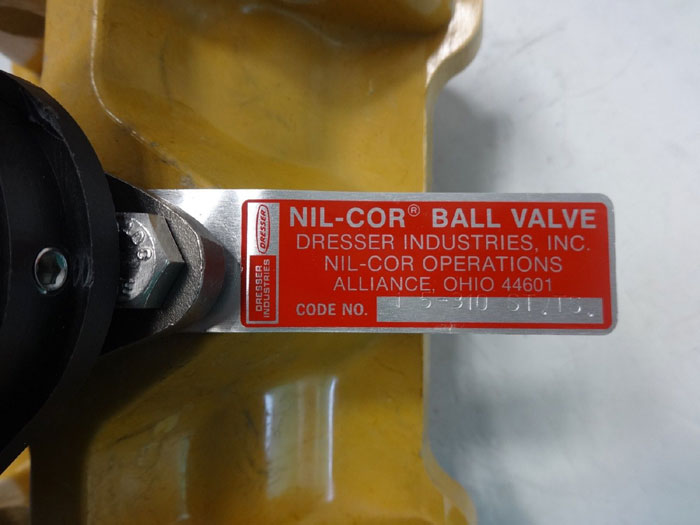 NIL-COR® BALL VALVE
DRESSER INDUSTRIES, INC.
NIL-COR OPERATIONS
ALLIANCE, OHIO 44601
CODE NO.
DRESSER
DRESSER
INDUSTRIES